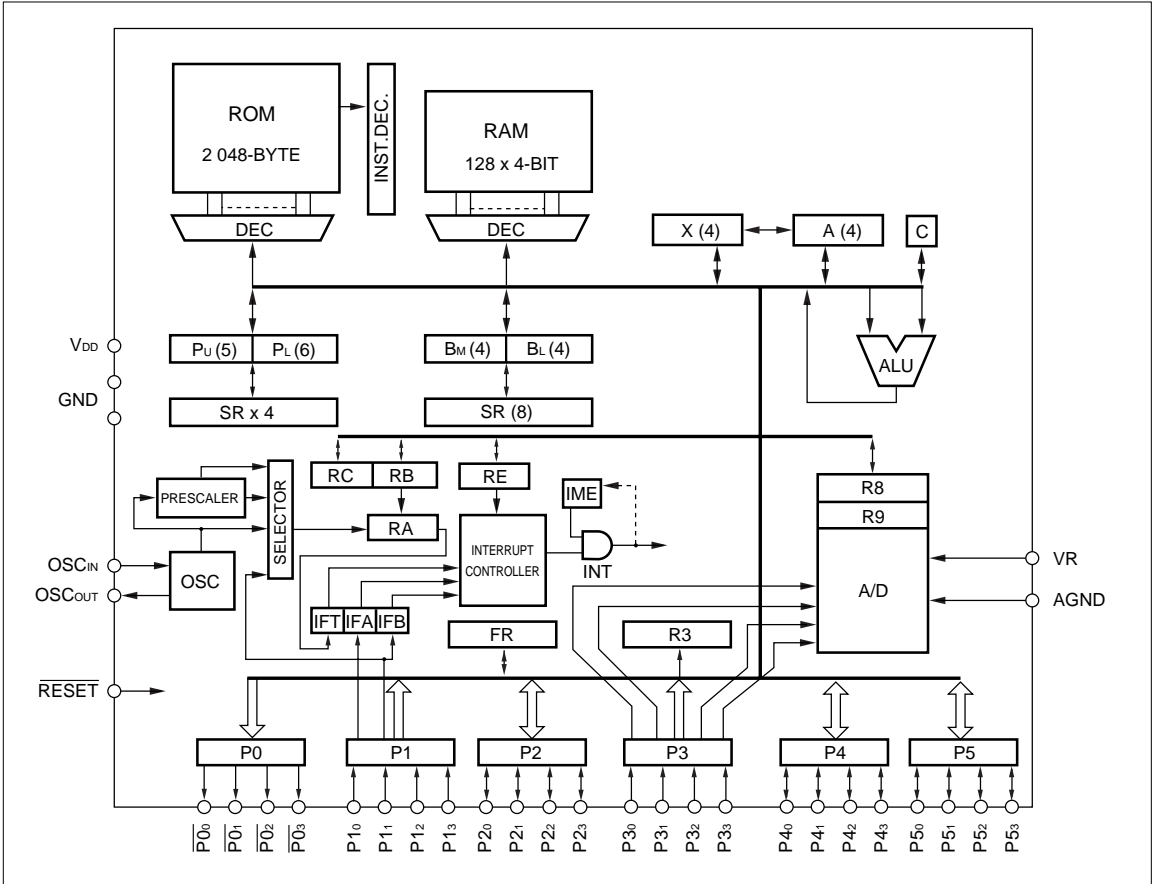 ROM
2 048-BYTE
INST.DEC.
RAM
128 x 4-BIT
DEC
DEC
X (4)
A (4)
C
VDD
GND
PU (5)
PL (6)
BM (4)
BL (4)
ALU
SR x 4
SR (8)
PRESCALER
SELECTOR
RC
RB
RE
IME
R8
R9
RA
INTERRUPT
CONTROLLER
INT
OSCIN
OSCOUT
OSC
VR
AGND
A/D
IFT
IFA
IFB
FR
R3
RESET
P0
P1
P2
P3
P4
P5
P00
P01
P02
P03
P10
P11
P12
P13
P20
P21
P22
P23
P30
P31
P32
P33
P40
P41
P42
P43
P50
P51
P52
P53